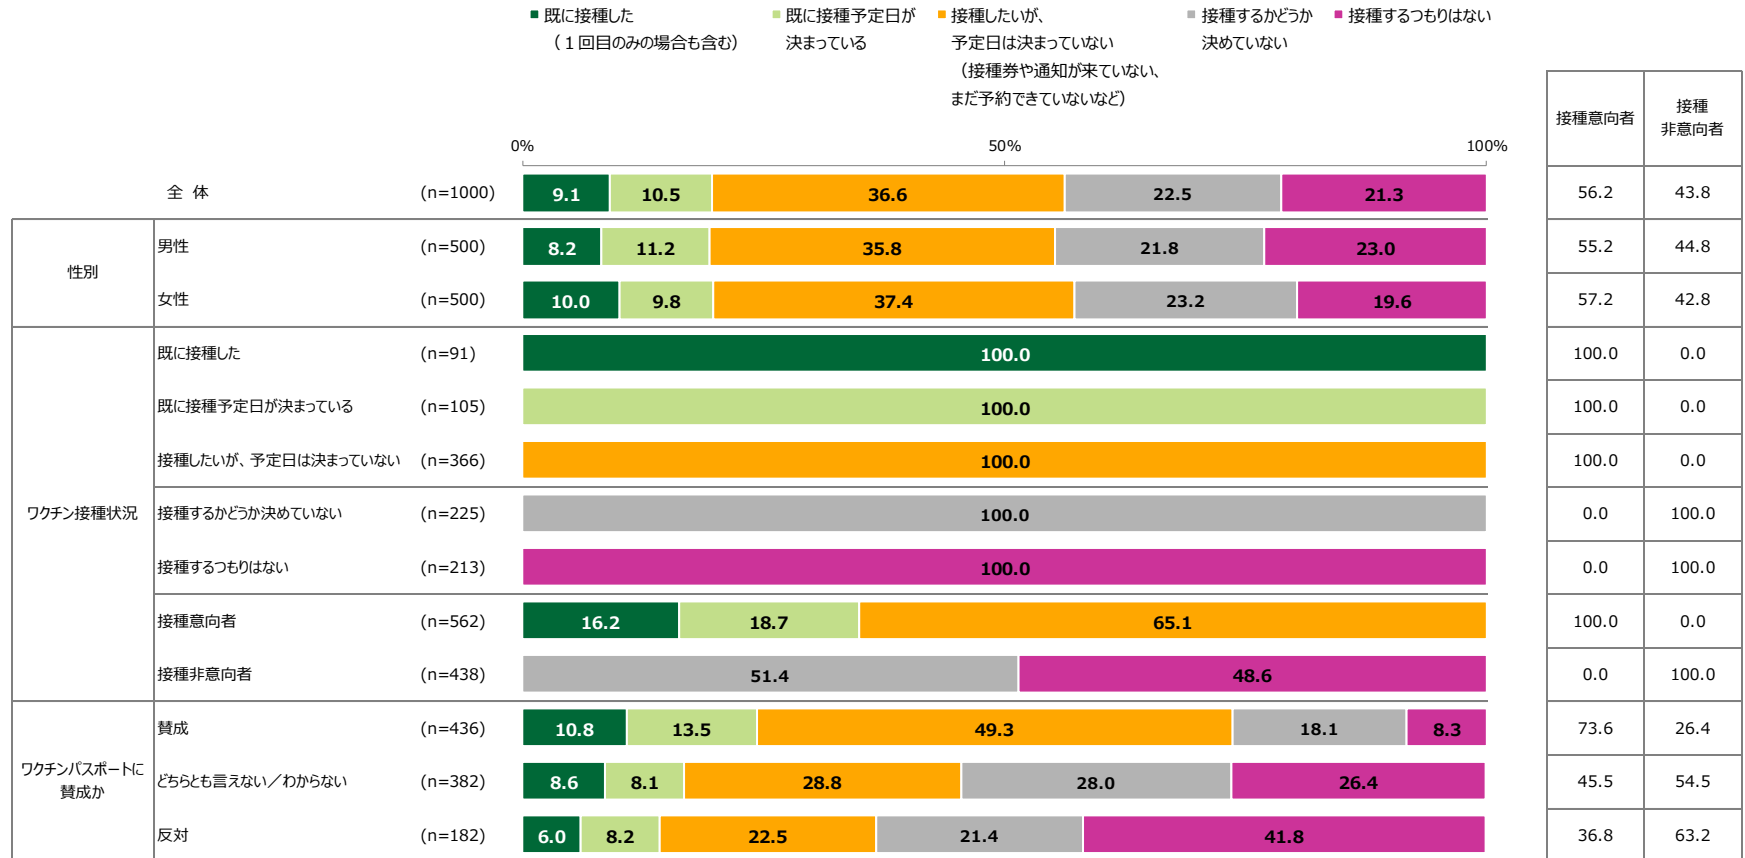 ■ 既に接種した
（１回目のみの場合も含む）
■ 既に接種予定日が
決まっている
■ 接種したいが、
予定日は決まっていない
（接種券や通知が来ていない、
まだ予約できていないなど）
■ 接種するかどうか
決めていない
■ 接種するつもりはない
接種意向者
接種
非意向者
0% 50% 100%
全 体 (n=1000) 9.1 10.5 36.6 22.5 21.3 56.2 43.8
性別
男性 (n=500) 8.2 11.2 35.8 21.8 23.0 55.2 44.8
女性 (n=500) 10.0 9.8 37.4 23.2 19.6 57.2 42.8
ワクチン接種状況
既に接種した (n=91) 100.0 100.0 0.0
既に接種予定日が決まっている (n=105) 100.0 100.0 0.0
接種したいが、予定日は決まっていない (n=366) 100.0 100.0 0.0
接種するかどうか決めていない (n=225) 100.0 0.0 100.0
接種するつもりはない (n=213) 100.0 0.0 100.0
接種意向者 (n=562) 16.2 18.7 65.1 100.0 0.0
接種非意向者 (n=438) 51.4 48.6 0.0 100.0
ワクチンパスポートに
賛成か
賛成 (n=436) 10.8 13.5 49.3 18.1 8.3 73.6 26.4
どちらとも言えない／わからない (n=382) 8.6 8.1 28.8 28.0 26.4 45.5 54.5
反対 (n=182) 6.0 8.2 22.5 21.4 41.8 36.8 63.2